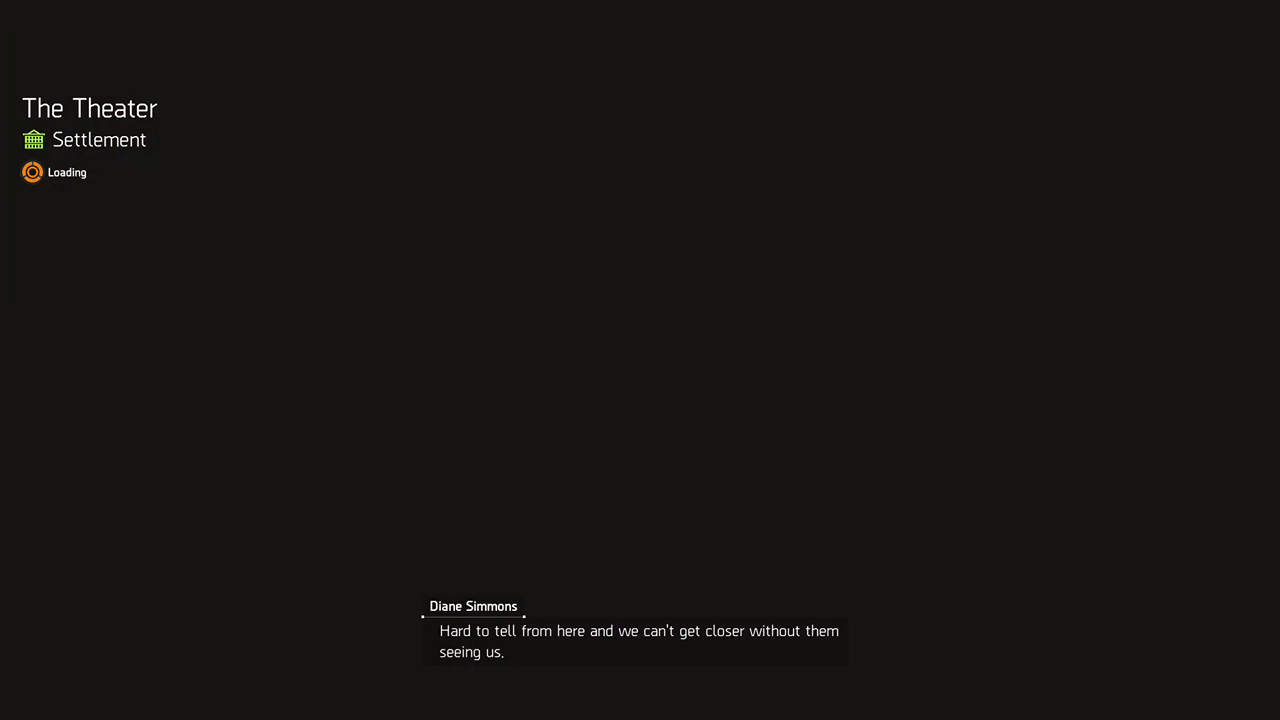 The Theater
Settlement
Loading
Diane Simmons
Hard to tell from here and we can't get closer without them
seeing us.